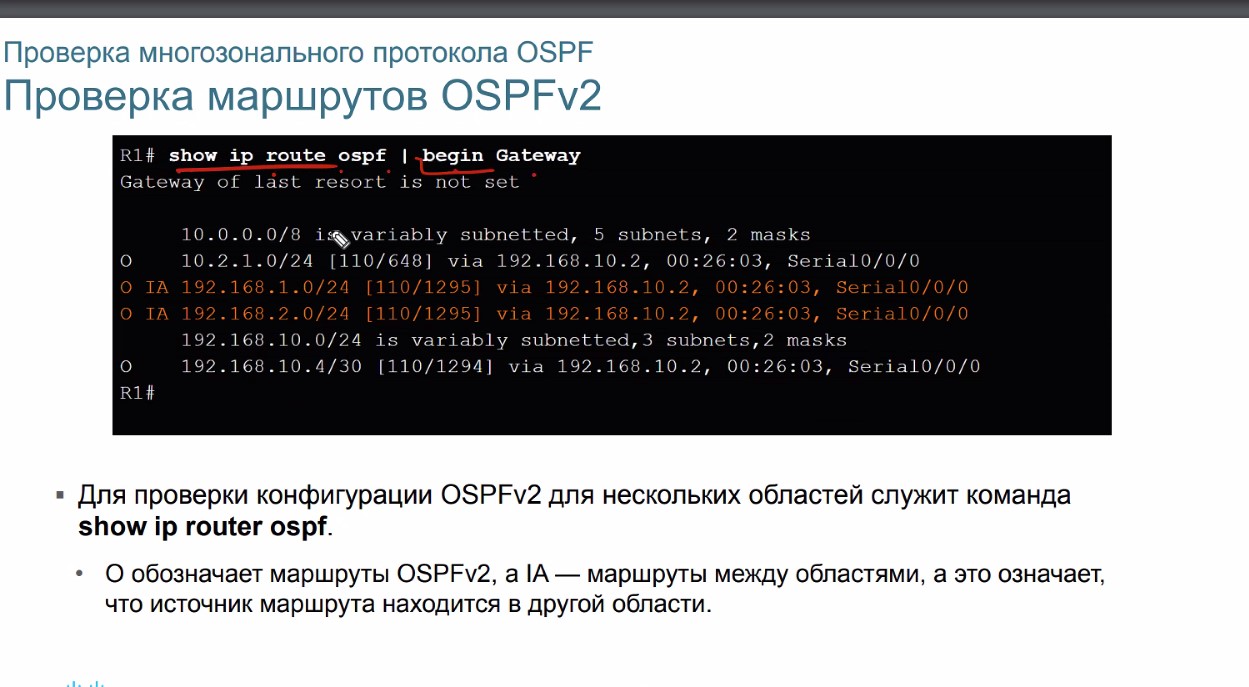 Проверка многозонального протокола OSPF
Проверка маршрутов OSPFv2
R1# show ip route ospf | begin Gateway
Gateway of last resort is not set
10.0.0.0/8 is variably subnetted, 5 subnets, 2 masks
O 10.2.1.0/24 [110/648] via 192.168.10.2, 00:26:03, Serial0/0/0
O IA 192.168.1.0/24 [110/1295] via 192.168.10.2, 00:26:03, Serial0/0/0
O IA 192.168.2.0/24 [110/1295] via 192.168.10.2, 00:26:03, Serial0/0/0
192.168.10.0/24 is variably subnetted,3 subnets,2 masks
O 192.168.10.4/30 [110/1294] via 192.168.10.2, 00:26:03, Serial0/0/0
R1#
▪ Для проверки конфигурации OSPFv2 для нескольких областей служит команда
show ip router ospf.
• О обозначает маршруты OSPFv2, а IA — маршруты между областями, а это означает,
что источник маршрута находится в другой области.